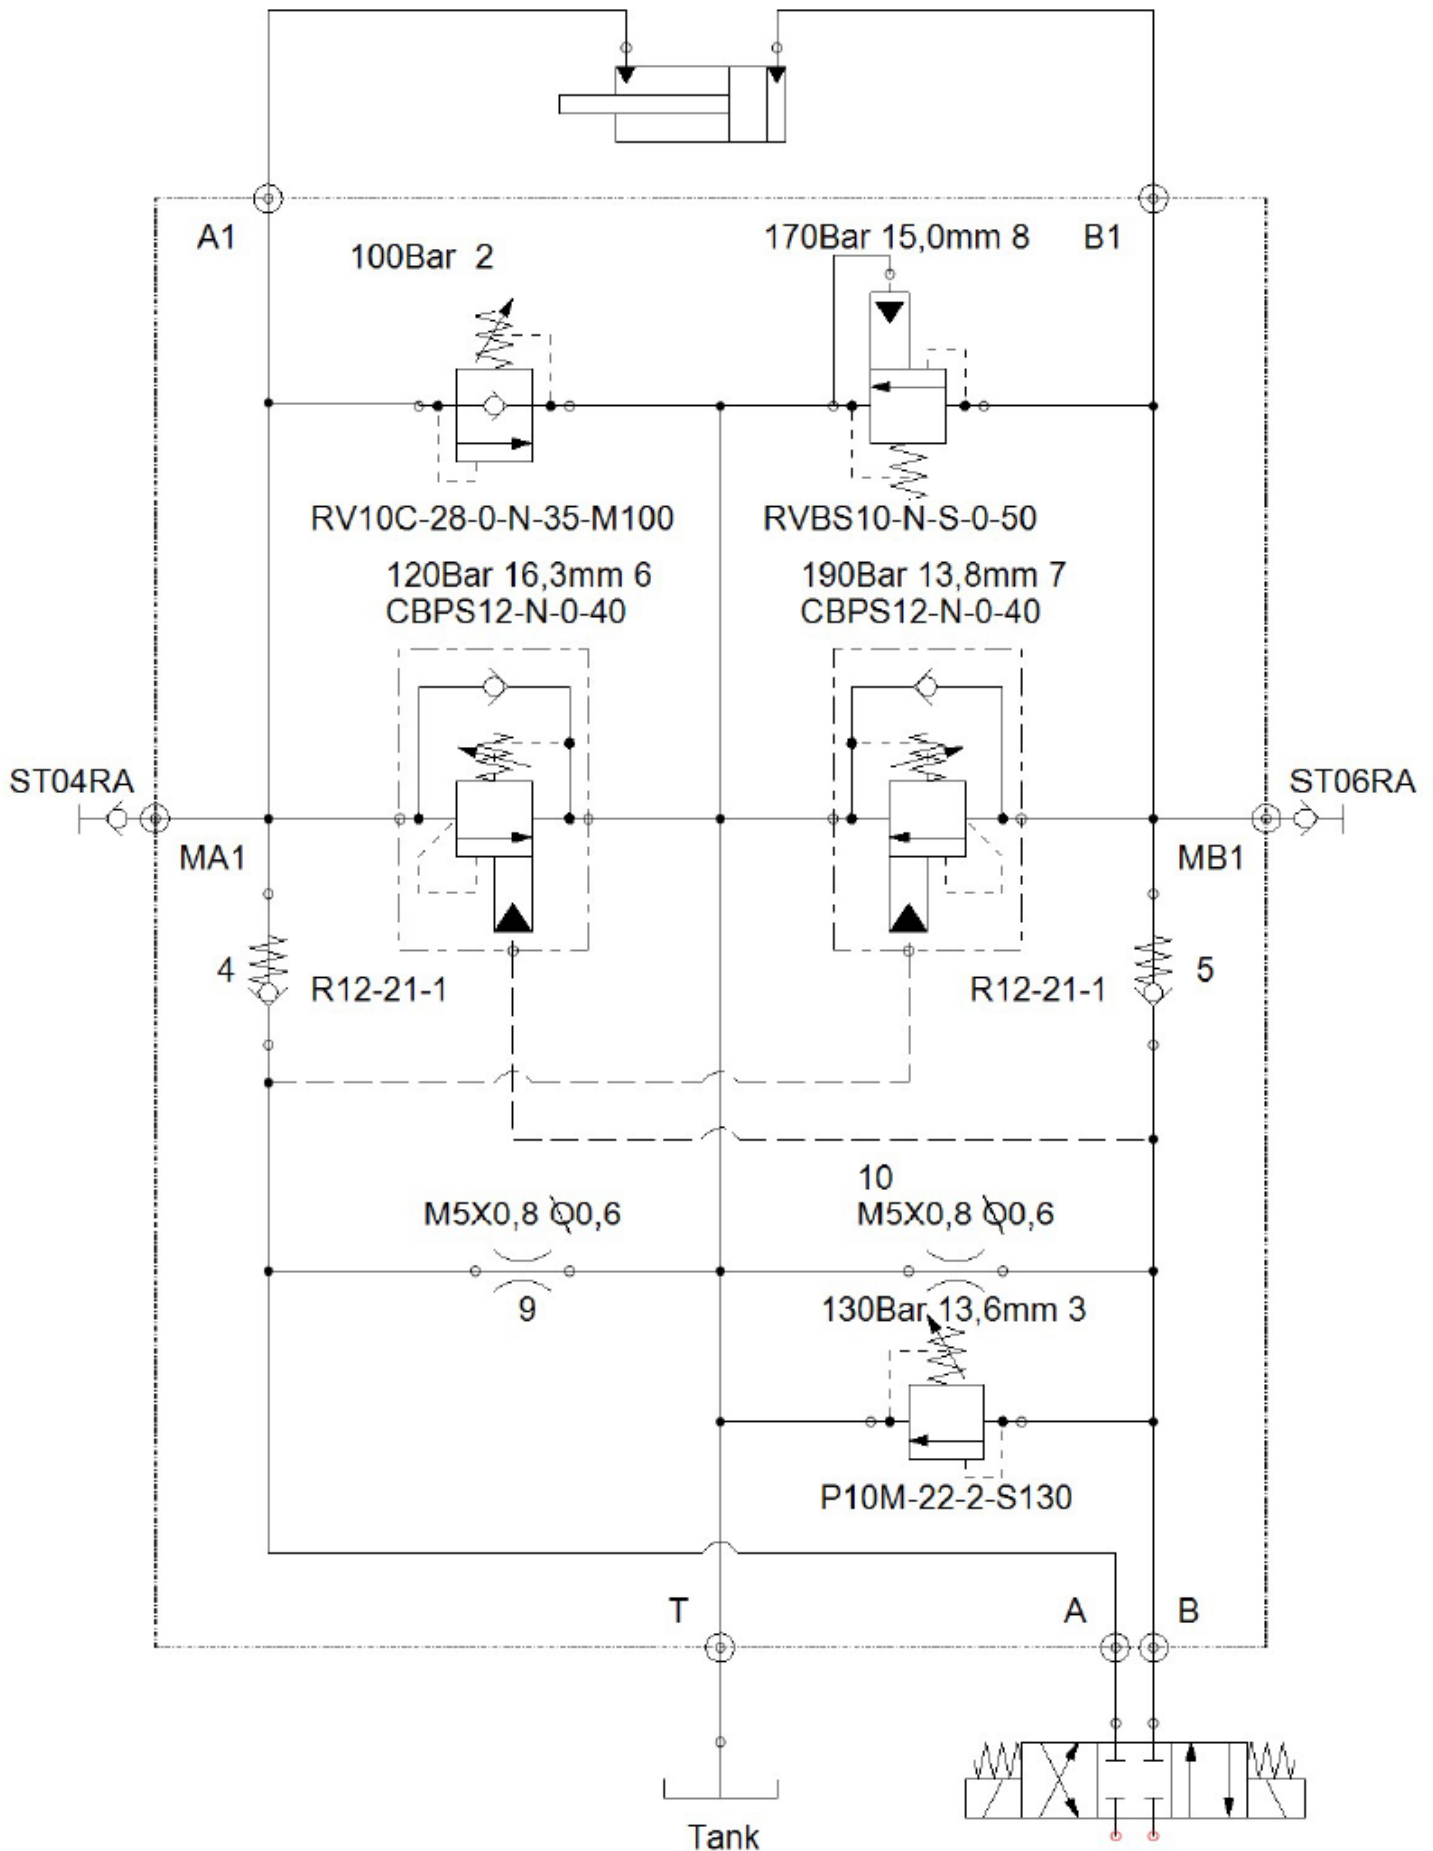 A1
170Bar 15,0mm 8
B1
100Bar 2
RV10C-28-0-N-35-M100
RVBS10-N-S-0-50
120Bar 16,3mm 6
190Bar 13,8mm 7
CBPS12-N-0-40
CBPS12-N-0-40
ST04RA
ST06RA
MA1
MB1
4
R12-21-1
R12-21-1
5
10
M5X0,8 Ø0,6
M5X0,8 Ø0,6
9
130Bar 13,6mm 3
P10M-22-2-S130
T
A
B
Tank